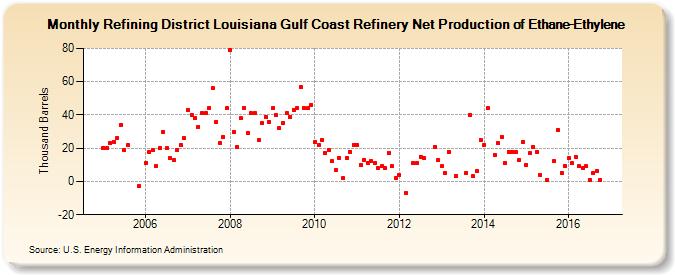 Monthly Refining District Louisiana Gulf Coast Refinery Net Production of Ethane-Ethylene
Thousand Barrels
80
60
40
20
0
-20
2006 2008 2010 2012 2014 2016
Source: U.S. Energy Information Administration